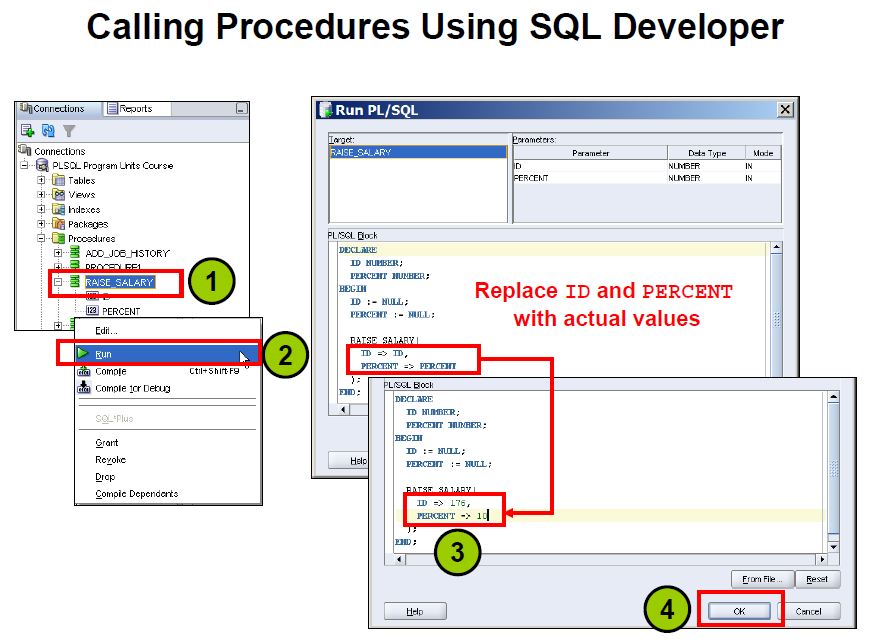 Calling Procedures Using SQL Developer
Connections
Reports
Connections
PLSQL Program Units Course
Tables
Views
Indexes
Packages
Procedures
ADD_JOB_HISTORY
PROCEDURE1
RAISE_SALARY
ID
PERCENT
1
Edit...
Run
Compile Ctrl+Shift-F9
Compile for Debug
SQL*Plus
Grant
Revoke
Drop
Compile Dependents
2
Run PL/SQL
Target:
RAISE_SALARY
Parameters:
Parameter Data Type Mode
ID NUMBER IN
PERCENT NUMBER IN
PL/SQL Block
DECLARE
ID NUMBER;
PERCENT NUMBER;
BEGIN
ID := NULL;
PERCENT := NULL;
RAISE_SALARY(
ID => ID,
PERCENT => PERCENT
);
END;
Help
Replace ID and PERCENT
with actual values
PL/SQL Block
DECLARE
ID NUMBER;
PERCENT NUMBER;
BEGIN
ID := NULL;
PERCENT := NULL;
RAISE_SALARY(
ID => 176,
PERCENT => 10
);
END;
3
From File...
Reset
Help
4
OK
Cancel